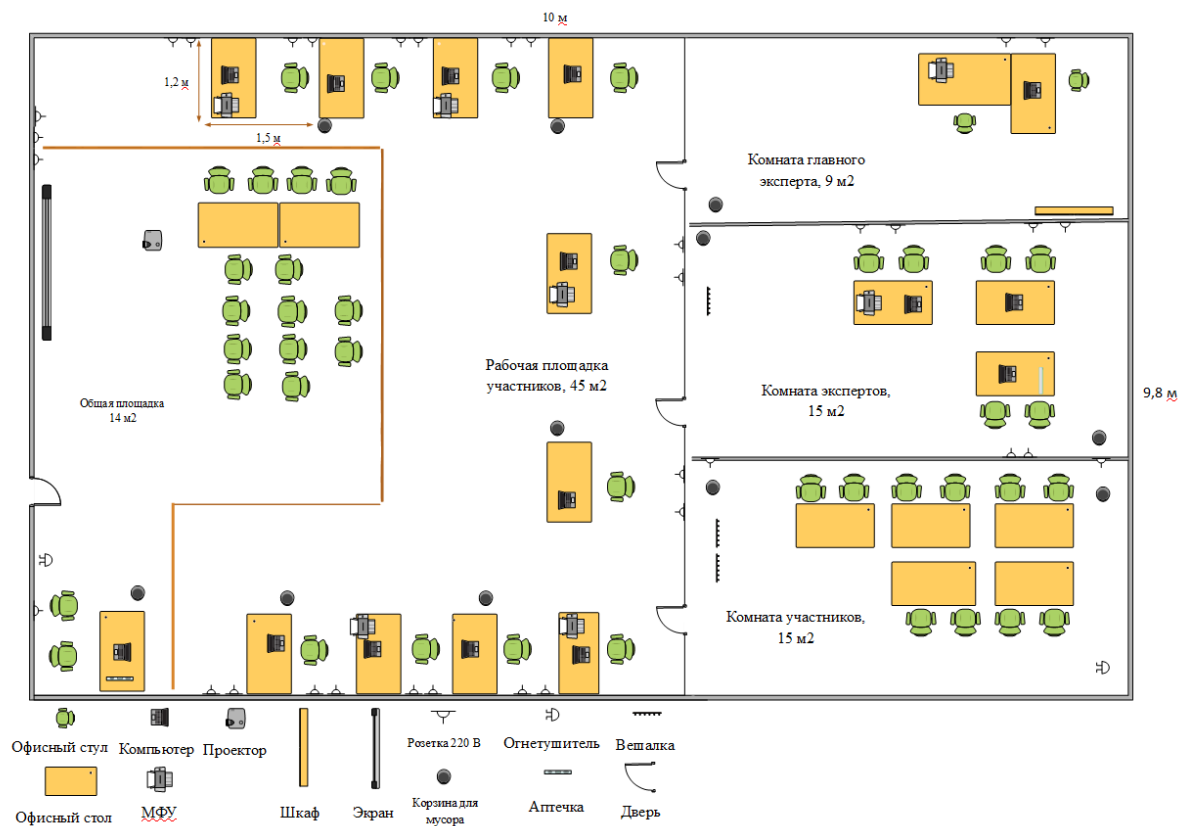 10 м
1,2 м
1,5 м
Комната главного
эксперта, 9 м2
Рабочая площадка
участников, 45 м2
Общая площадка
14 м2
Комната экспертов,
15 м2
9,8 м
Комната участников,
15 м2
Офисный стул
Компьютер
Проектор
Розетка 220 В
Огнетушитель
Вешалка
Офисный стол
МФУ
Шкаф
Экран
Корзина для
мусора
Аптечка
Дверь